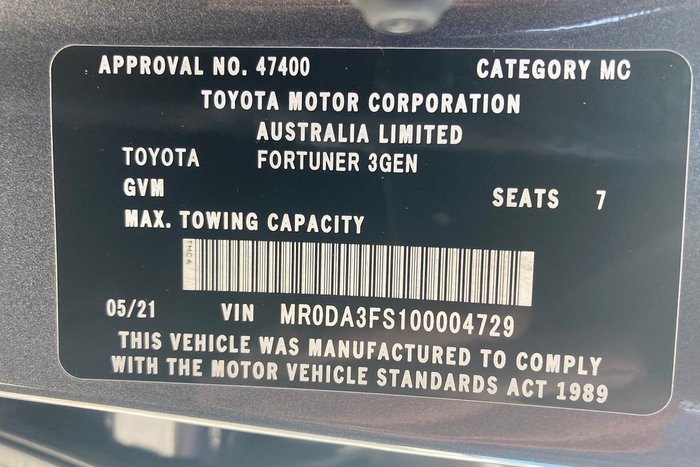 APPROVAL NO. 47400 CATEGORY MC
TOYOTA MOTOR CORPORATION
AUSTRALIA LIMITED
TOYOTA FORTUNER 3GEN
GVM SEATS 7
MAX. TOWING CAPACITY
TMCA
05/21 VIN MR0DA3FS100004729
THIS VEHICLE WAS MANUFACTURED TO COMPLY
WITH THE MOTOR VEHICLE STANDARDS ACT 1989